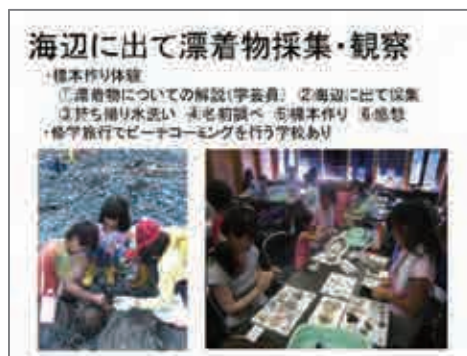 海辺に出て漂着物採集・観察
・標本作り体験
①漂着物についての解説(学芸員) ②海辺に出て採集
③持ち帰り水洗い ④名前調べ ⑤標本作り ⑥感想
・修学旅行でビーチコーミングを行う学校あり